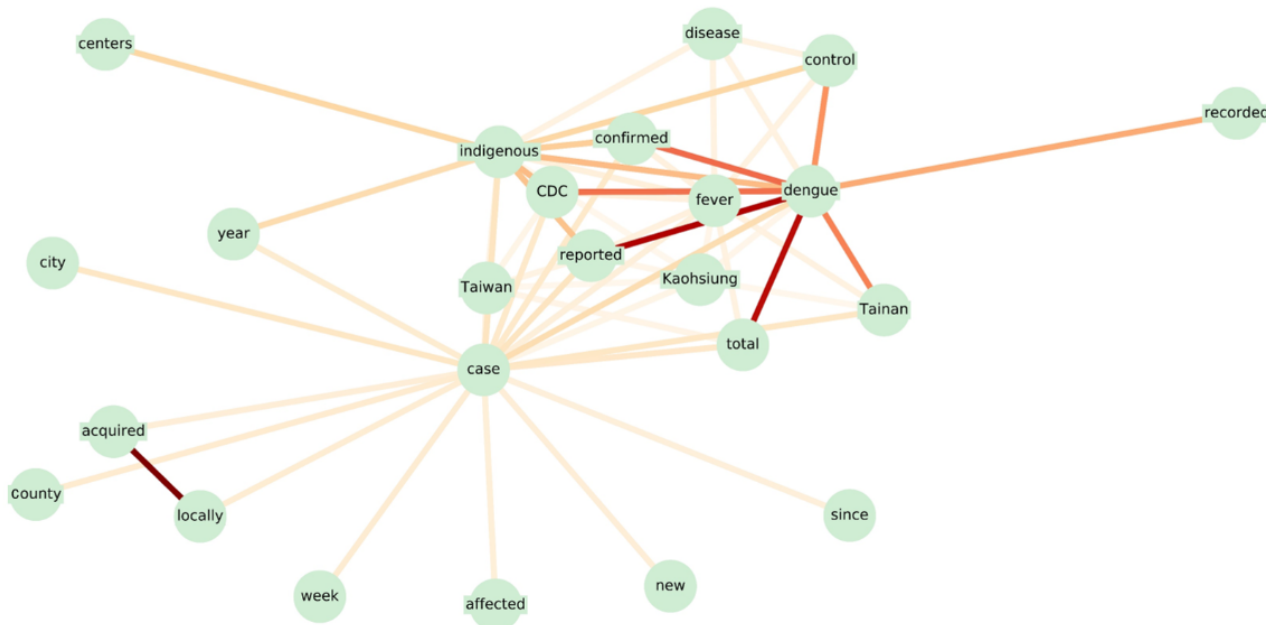 disease
centers
control
recorded
confirmed
indigenous
CDC
dengue
fever
year
reported
city
Kaohsiung
Taiwan
Tainan
total
case
acquired
county
locally
since
new
week
affected